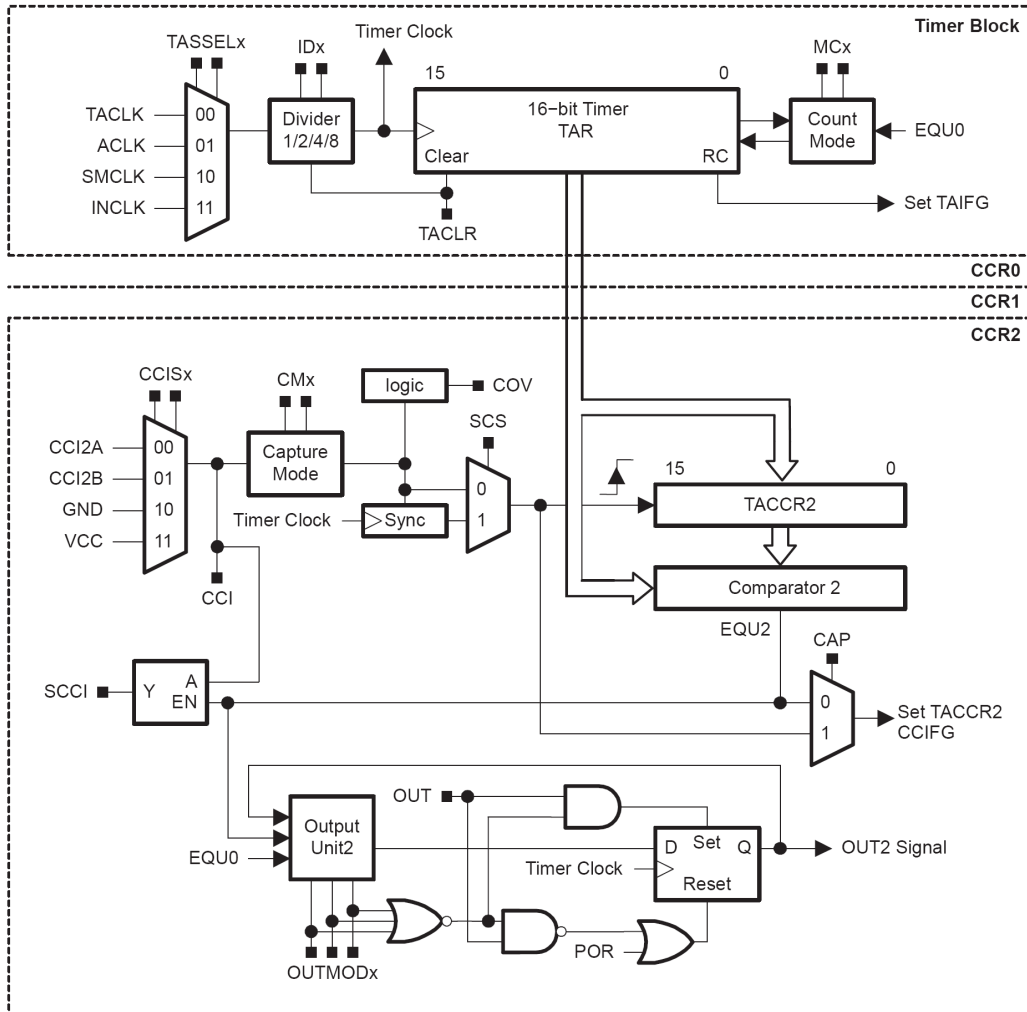 Timer Block
Timer Clock
TASSELx
IDx
15
0
MCx
TACLK
ACLK
SMCLK
INCLK
00
01
10
11
Divider
1/2/4/8
16−bit Timer
TAR
Clear
RC
Count
Mode
EQU0
Set TAIFG
TACLR
CCR0
CCR1
CCR2
CCISx
CMx
logic
COV
SCS
CCI2A
CCI2B
GND
VCC
00
01
10
11
Capture
Mode
0
1
15
0
Timer Clock
Sync
TACCR2
CCI
Comparator 2
EQU2
CAP
SCCI
Y
A
EN
0
1
Set TACCR2
CCIFG
OUT
Output
Unit2
EQU0
D
Set
Q
Timer Clock
Reset
OUT2 Signal
POR
OUTMODx